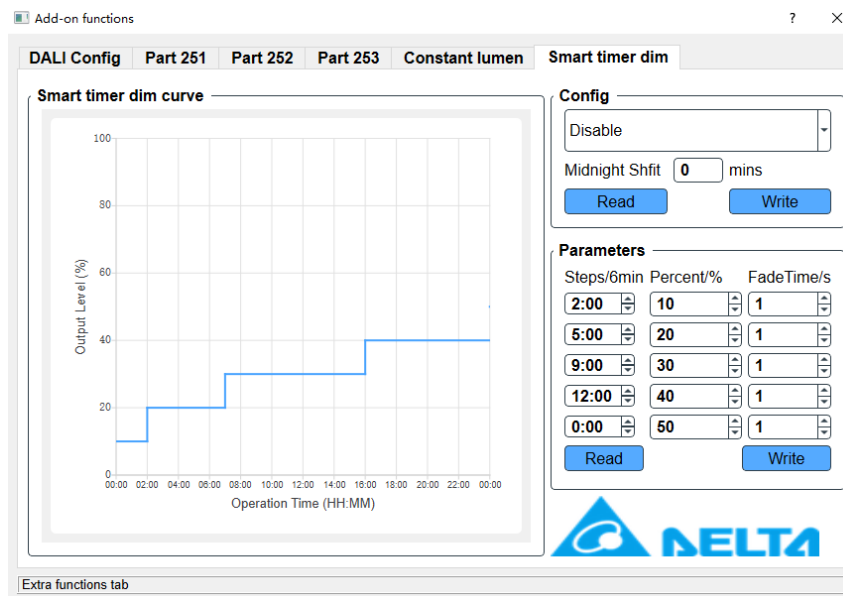 Add-on functions
DALI Config Part 251 Part 252 Part 253 Constant lumen Smart timer dim
Smart timer dim curve
100
80
60
40
20
0
Output Level (%)
00:00 02:00 04:00 06:00 08:00 10:00 12:00 14:00 16:00 18:00 20:00 22:00 00:00
Operation Time (HH:MM)
Config
Disable
Midnight Shfit 0 mins
Read Write
Parameters
Steps/6min Percent/% FadeTime/s
2:00 10 1
5:00 20 1
9:00 30 1
12:00 40 1
0:00 50 1
Read Write
DELTA
Extra functions tab